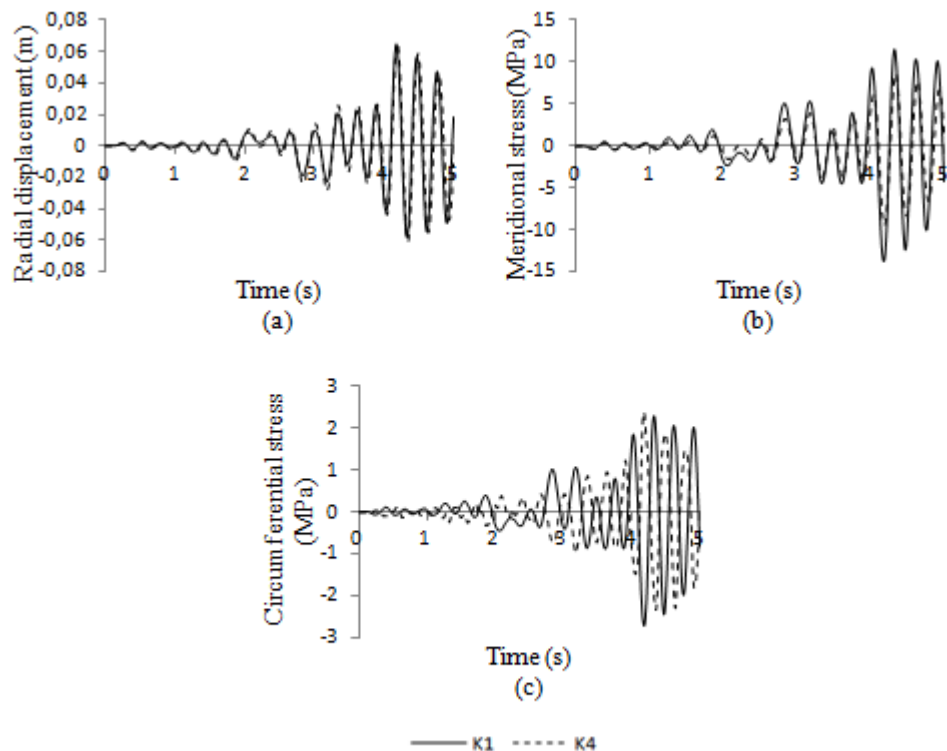 0,08
0,06
0,04
0,02
0
-0,02
-0,04
-0,06
-0,08
0 1 2 3 4 5
Radial displacement (m)
Time (s)
(a)
15
10
5
0
-5
-10
-15
0 1 2 3 4 5
Meridional stress(MPa)
Time (s)
(b)
3
2
1
0
-1
-2
-3
0 1 2 3 4 5
Circumferential stress
(MPa)
Time (s)
(c)
K1 K4